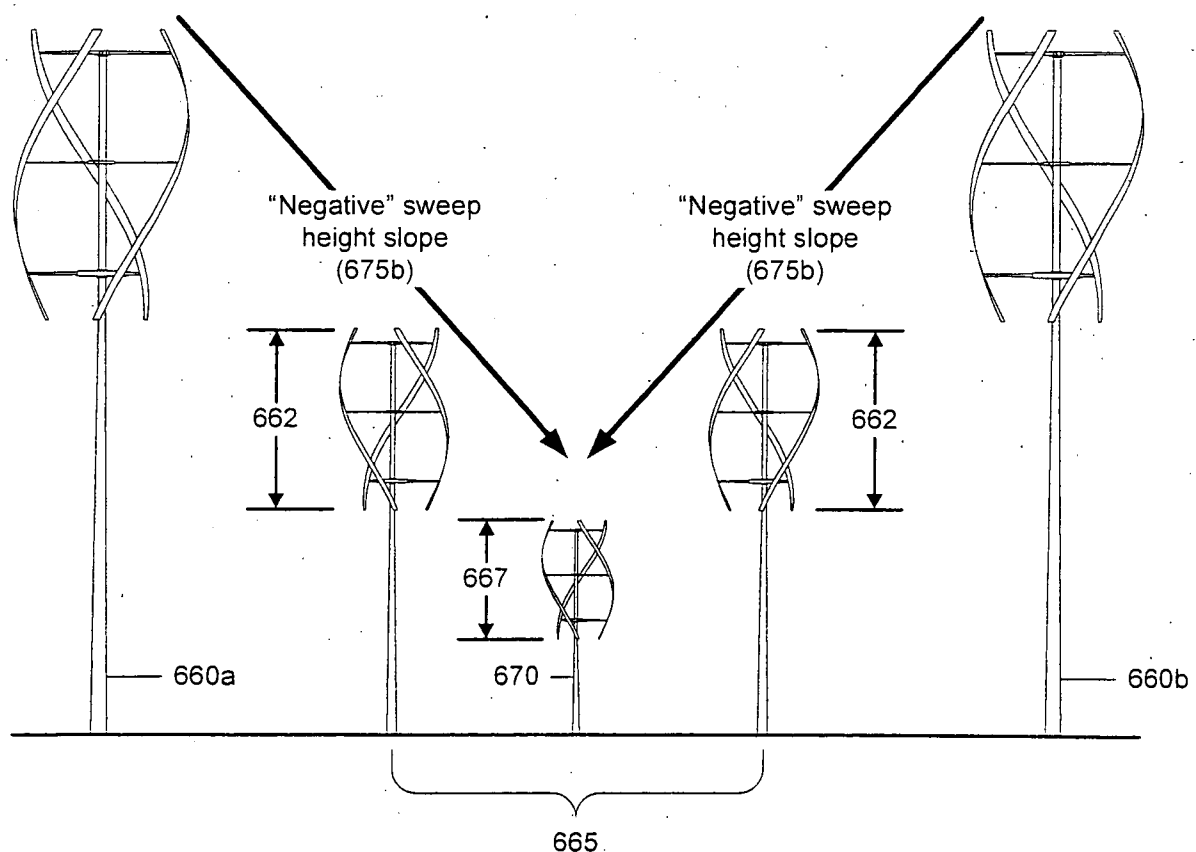 "Negative" sweep
height slope
(675b)
"Negative" sweep
height slope
(675b)
662
662
667
660a
670
660b
665